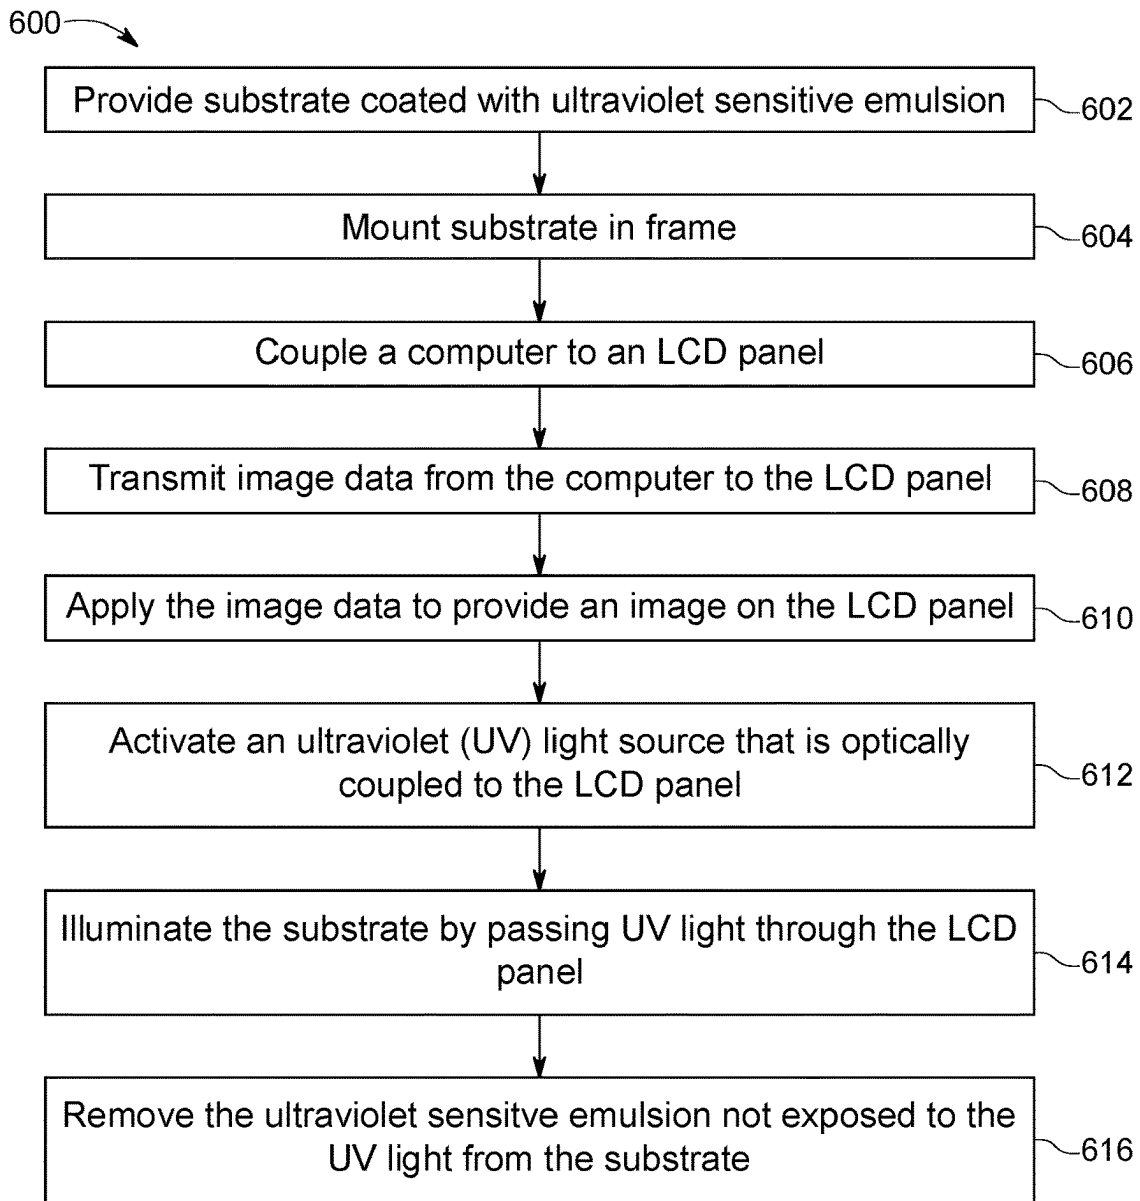 600
Provide substrate coated with ultraviolet sensitive emulsion
602
Mount substrate in frame
604
Couple a computer to an LCD panel
606
Transmit image data from the computer to the LCD panel
608
Apply the image data to provide an image on the LCD panel
610
Activate an ultraviolet (UV) light source that is optically
coupled to the LCD panel
612
Illuminate the substrate by passing UV light through the LCD
panel
614
Remove the ultraviolet sensitve emulsion not exposed to the
UV light from the substrate
616